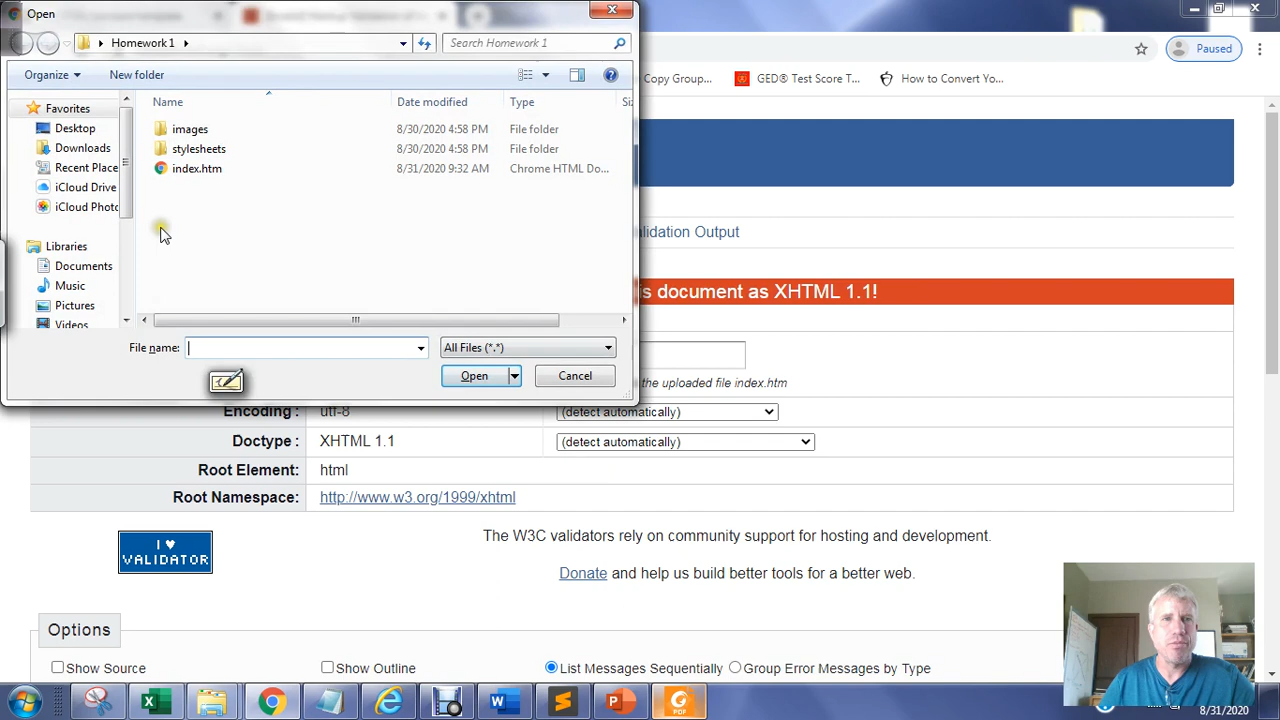 Open
Homework 1
Search Homework 1
Organize
New folder
Paused
Copy Group...
GED® Test Score T...
How to Convert Yo...
Favorites
Desktop
Downloads
Recent Place
iCloud Drive
iCloud Photo
Libraries
Documents
Music
Pictures
Videos
Name
Date modified
Type
Siz
images
8/30/2020 4:58 PM
File folder
stylesheets
8/30/2020 4:58 PM
File folder
index.htm
8/31/2020 9:32 AM
Chrome HTML Do...
File name:
All Files (*.*)
Open
Cancel
lidation Output
is document as XHTML 1.1!
the uploaded file index.htm
Encoding :
utf-8
(detect automatically)
Doctype :
XHTML 1.1
(detect automatically)
Root Element:
html
Root Namespace:
http://www.w3.org/1999/xhtml
I ♥
VALIDATOR
The W3C validators rely on community support for hosting and development.
Donate and help us build better tools for a better web.
Options
Show Source
Show Outline
List Messages Sequentially
Group Error Messages by Type
PDF
8/31/2020